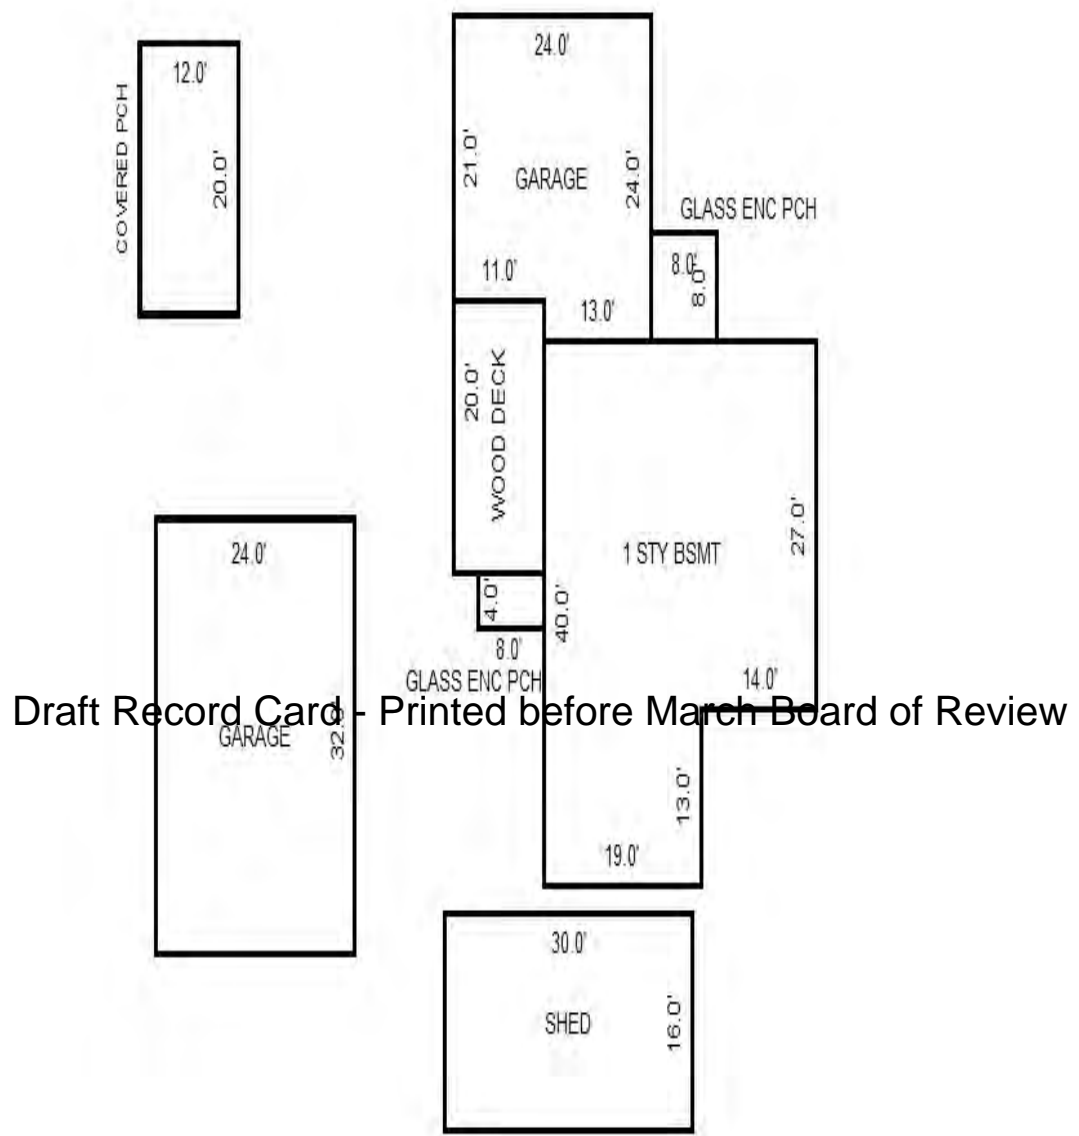 24.0'
12.0'
COVERED PCH
20.0'
21.0'
GARAGE
24.0'
GLASS ENC PCH
8.0'
8.0'
11.0'
13.0'
20.0'
WOOD DECK
24.0'
1 STY BSMT
27.0'
4.0'
40.0'
8.0'
GLASS ENC PCH
14.0'
Draft Record Card - Printed before March Board of Review
GARAGE
32.0'
13.0'
19.0'
30.0'
SHED
16.0'